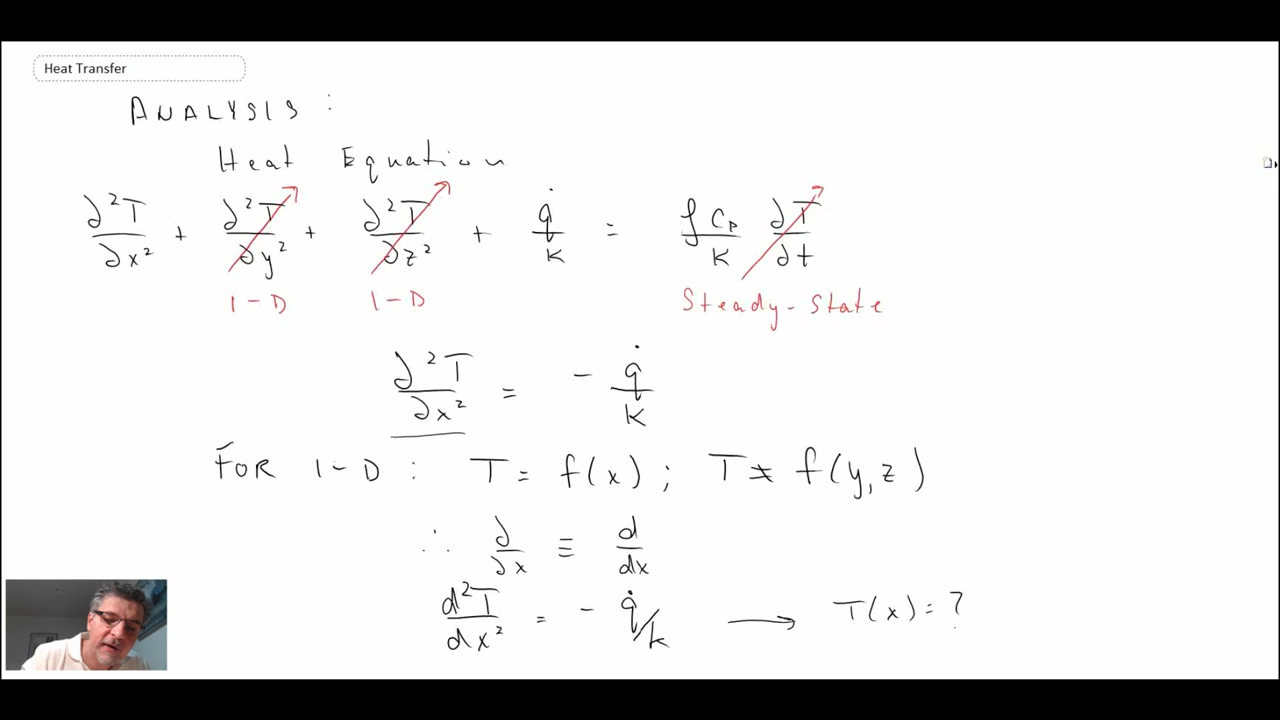 Heat Transfer
ANALYSIS :
Heat Equation
∂²T/∂x² + ∂²T/∂y² + ∂²T/∂z² + q̇/k = ρCp/k ∂T/∂t
1-D 1-D Steady-State
∂²T/∂x² = - q̇/k
FOR 1-D : T = f(x) ; T ≠ f(y,z)
∴ ∂/∂x ≡ d/dx
d²T/dx² = - q̇/k → T(x) = ?